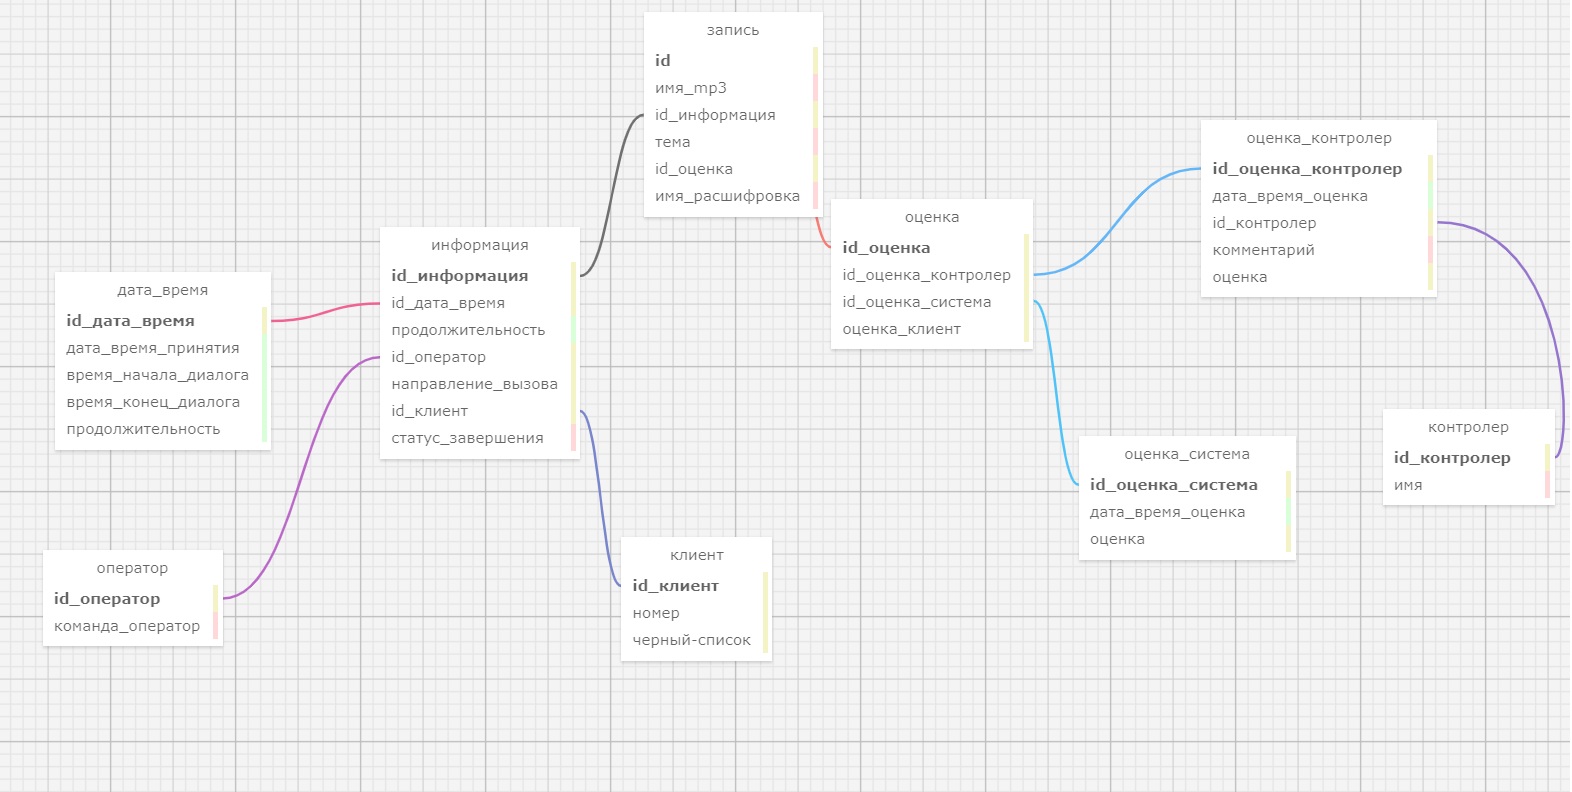 запись
id
имя_mp3
id_информация
тема
id_оценка
имя_расшифровка
оценка_контролер
id_оценка_контролер
дата_время_оценка
id_контролер
комментарий
оценка
оценка
id_оценка
id_оценка_контролер
id_оценка_система
оценка_клиент
информация
id_информация
id_дата_время
продолжительность
id_оператор
направление_вызова
id_клиент
статус_завершения
дата_время
id_дата_время
дата_время_принятия
время_начала_диалога
время_конец_диалога
продолжительность
контролер
id_контролер
имя
оценка_система
id_оценка_система
дата_время_оценка
оценка
клиент
id_клиент
номер
черный-список
оператор
id_оператор
команда_оператор